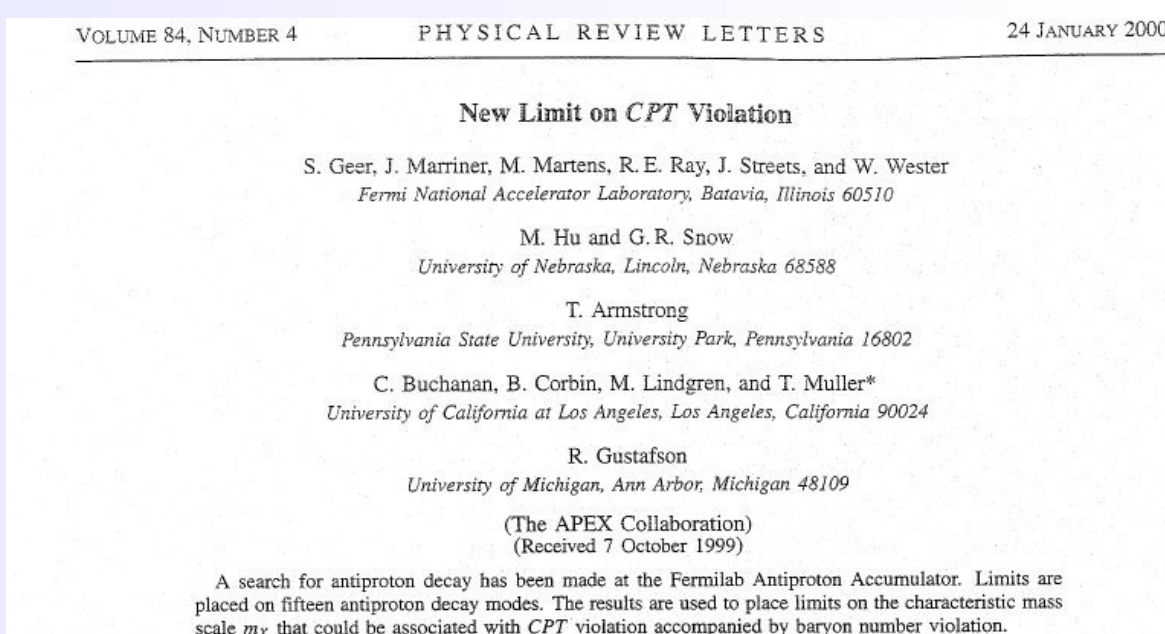 VOLUME 84, NUMBER 4 PHYSICAL REVIEW LETTERS 24 JANUARY 2000
New Limit on CPT Violation
S. Geer, J. Marriner, M. Martens, R. E. Ray, J. Streets, and W. Wester
Fermi National Accelerator Laboratory, Batavia, Illinois 60510
M. Hu and G. R. Snow
University of Nebraska, Lincoln, Nebraska 68588
T. Armstrong
Pennsylvania State University, University Park, Pennsylvania 16802
C. Buchanan, B. Corbin, M. Lindgren, and T. Muller*
University of California at Los Angeles, Los Angeles, California 90024
R. Gustafson
University of Michigan, Ann Arbor, Michigan 48109
(The APEX Collaboration)
(Received 7 October 1999)
A search for antiproton decay has been made at the Fermilab Antiproton Accumulator. Limits are
placed on fifteen antiproton decay modes. The results are used to place limits on the characteristic mass
scale mX that could be associated with CPT violation accompanied by baryon number violation.